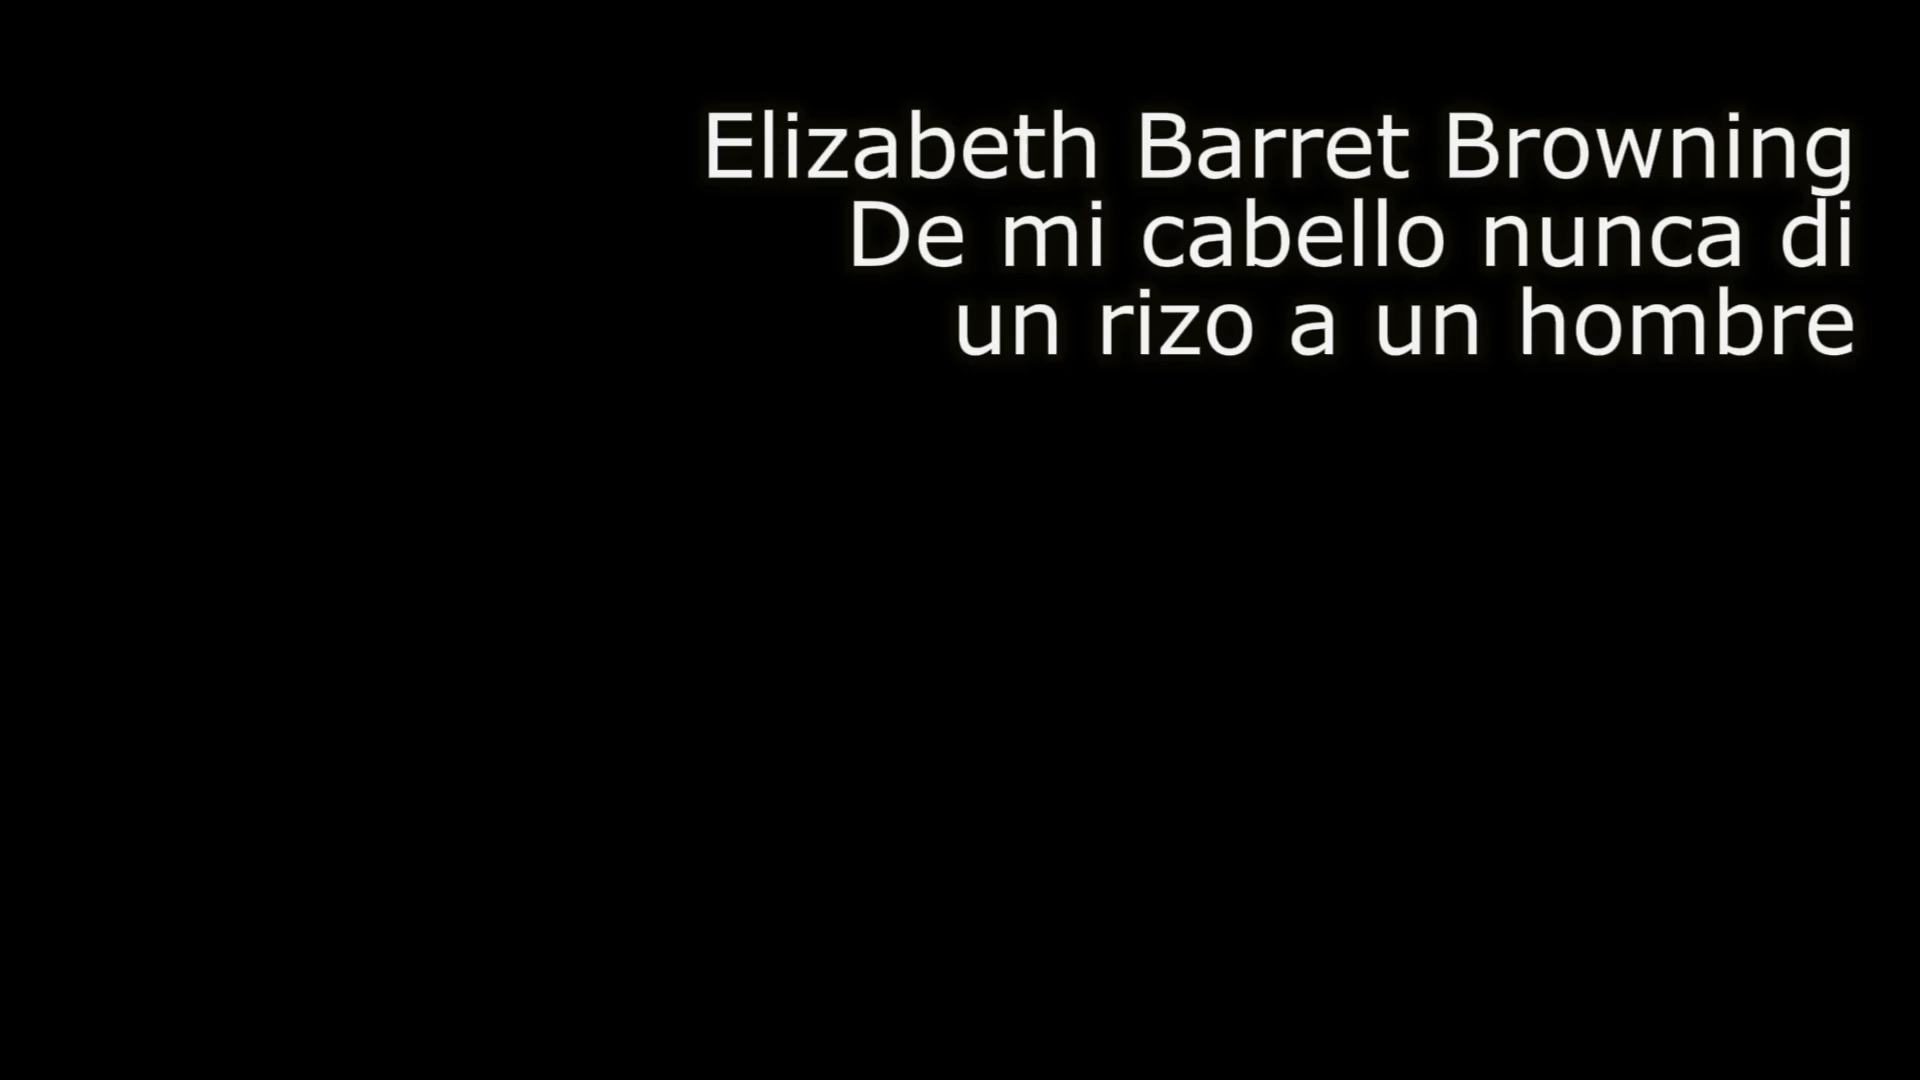 Elizabeth Barret Browning
De mi cabello nunca di
un rizo a un hombre